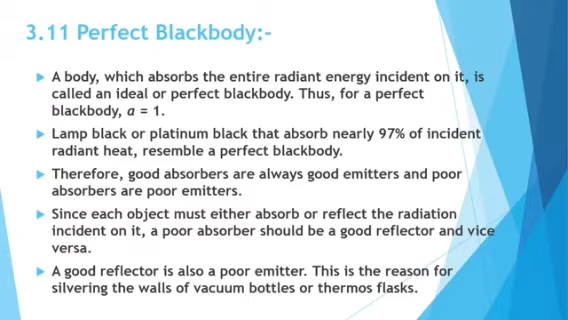 3.11 Perfect Blackbody:-
A body, which absorbs the entire radiant energy incident on it, is
called an ideal or perfect blackbody. Thus, for a perfect
blackbody, a = 1.
Lamp black or platinum black that absorb nearly 97% of incident
radiant heat, resemble a perfect blackbody.
Therefore, good absorbers are always good emitters and poor
absorbers are poor emitters.
Since each object must either absorb or reflect the radiation
incident on it, a poor absorber should be a good reflector and vice
versa.
A good reflector is also a poor emitter. This is the reason for
silvering the walls of vacuum bottles or thermos flasks.